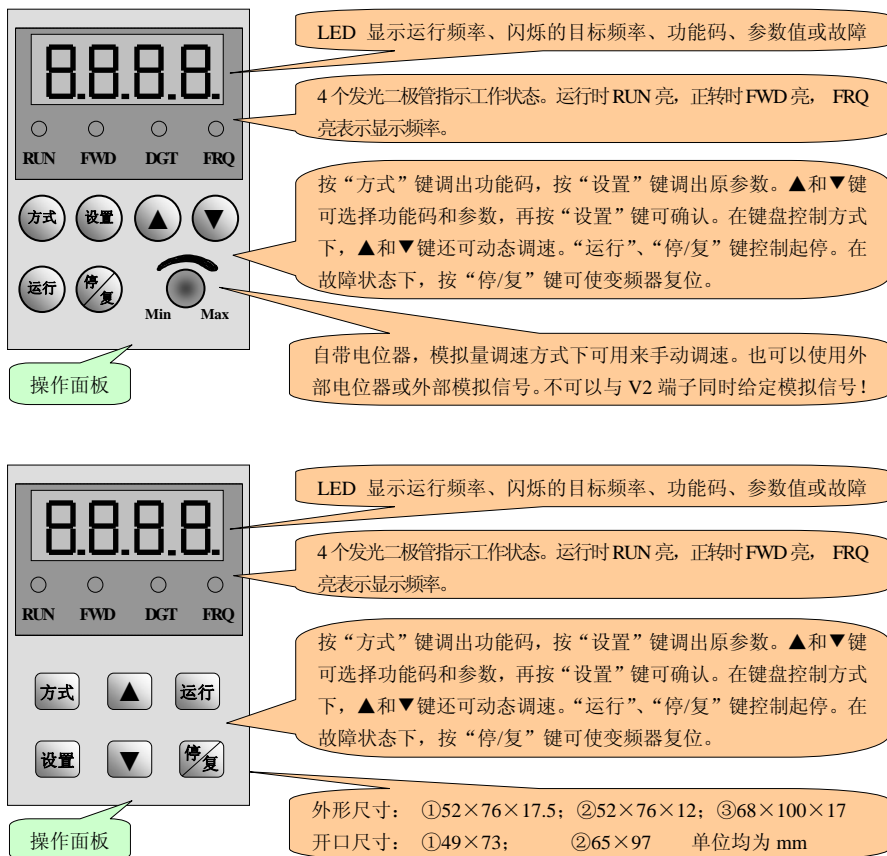 8.8.8.8.
RUN FWD DGT FRQ
方式 设置 ▲ ▼
运行 停/复
Min Max
操作面板
LED 显示运行频率、闪烁的目标频率、功能码、参数值或故障
4 个发光二极管指示工作状态。运行时 RUN 亮，正转时 FWD 亮， FRQ
亮表示显示频率。
按“方式”键调出功能码，按“设置”键调出原参数。▲和▼键
可选择功能码和参数，再按“设置”键可确认。在键盘控制方式
下，▲和▼键还可动态调速。“运行”、“停/复”键控制起停。在
故障状态下，按“停/复”键可使变频器复位。
自带电位器，模拟量调速方式下可用来手动调速。也可以使用外
部电位器或外部模拟信号。不可以与 V2 端子同时给定模拟信号！
8.8.8.8.
RUN FWD DGT FRQ
方式 ▲ 运行
设置 ▼ 停/复
操作面板
LED 显示运行频率、闪烁的目标频率、功能码、参数值或故障
4 个发光二极管指示工作状态。运行时 RUN 亮，正转时 FWD 亮， FRQ
亮表示显示频率。
按“方式”键调出功能码，按“设置”键调出原参数。▲和▼键
可选择功能码和参数，再按“设置”键可确认。在键盘控制方式
下，▲和▼键还可动态调速。“运行”、“停/复”键控制起停。在
故障状态下，按“停/复”键可使变频器复位。
外形尺寸： ①52×76×17.5；②52×76×12；③68×100×17
开口尺寸： ①49×73； ②65×97 单位均为 mm